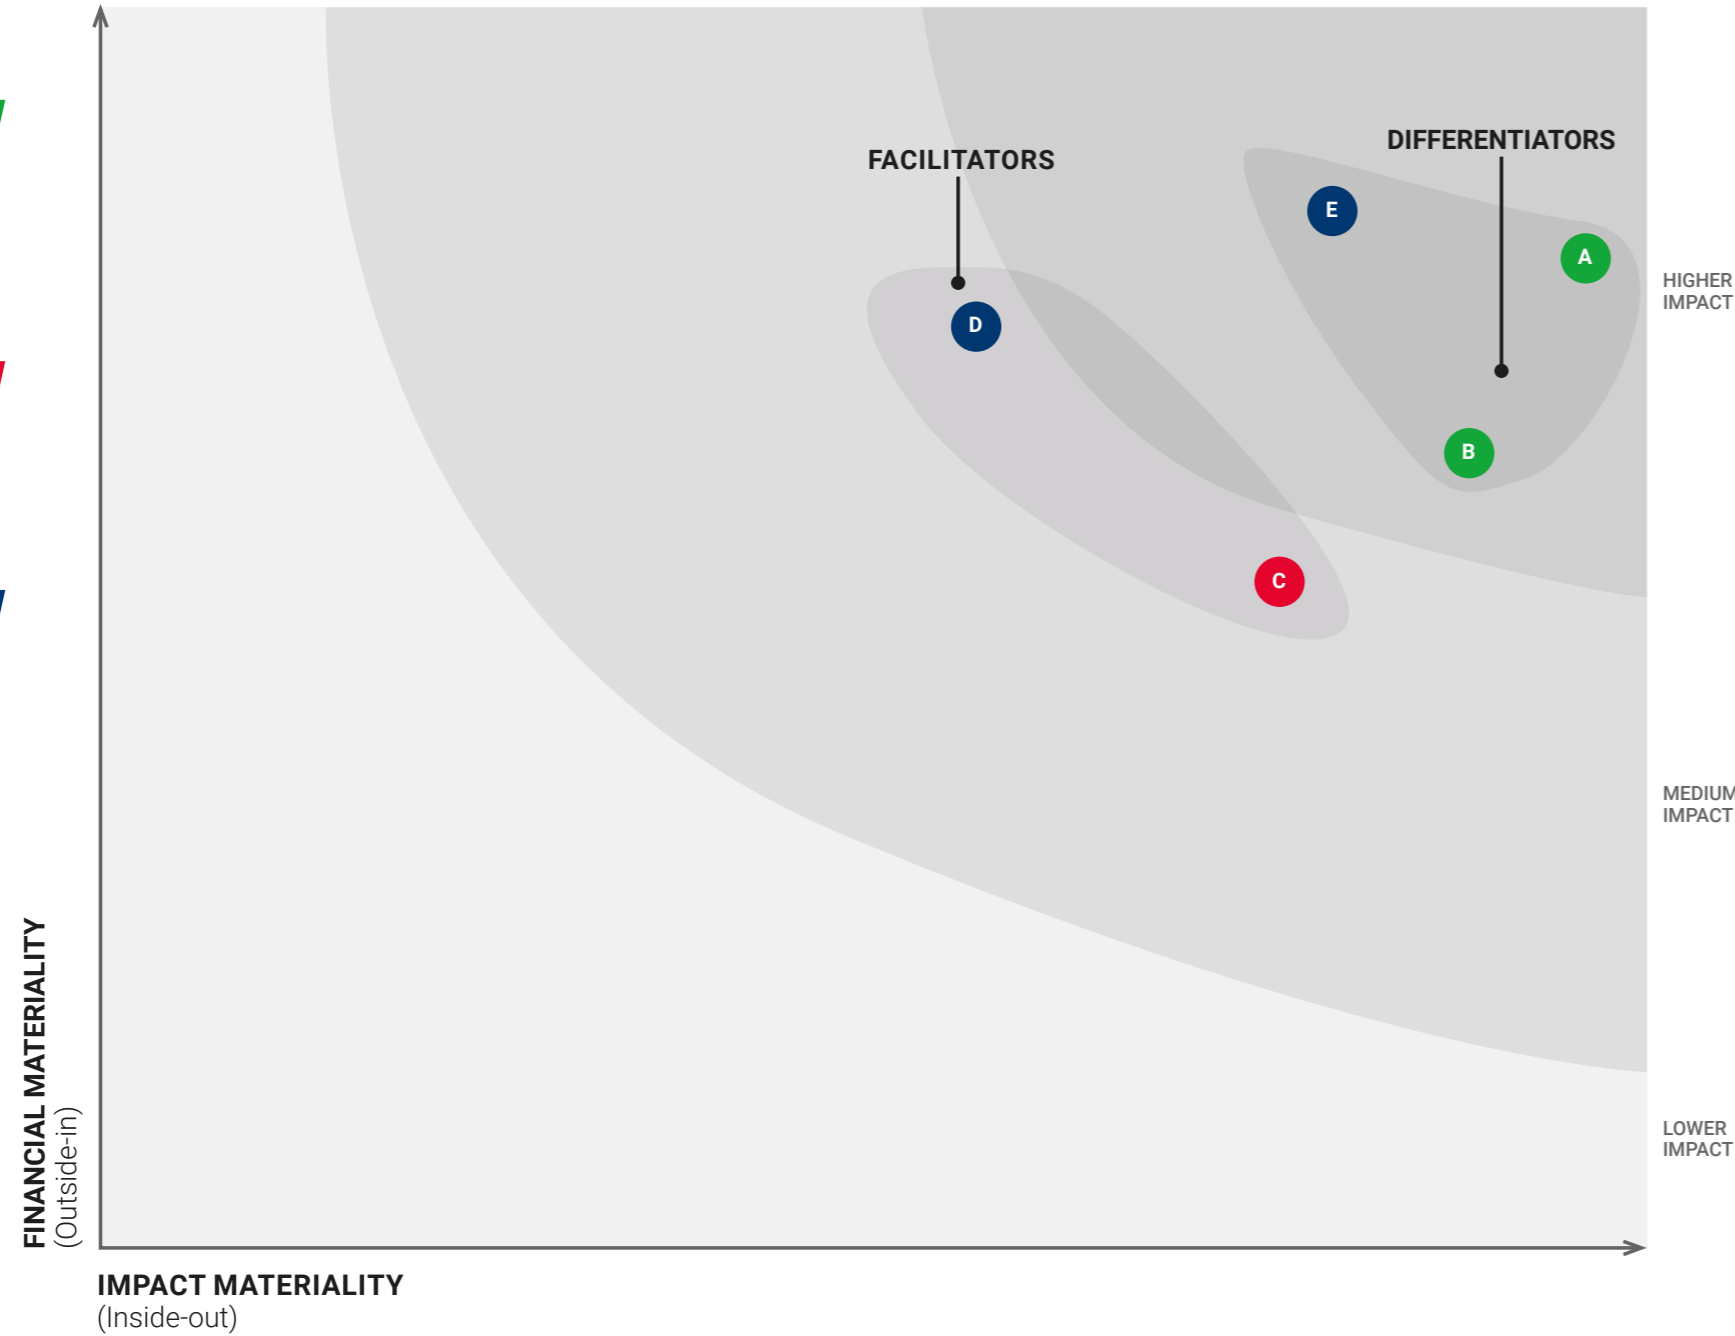 DIFFERENTIATORS
FACILITATORS
E
A
HIGHER
IMPACT
D
B
C
MEDIUM
IMPACT
LOWER
IMPACT
FINANCIAL MATERIALITY
(Outside-in)
IMPACT MATERIALITY
(Inside-out)